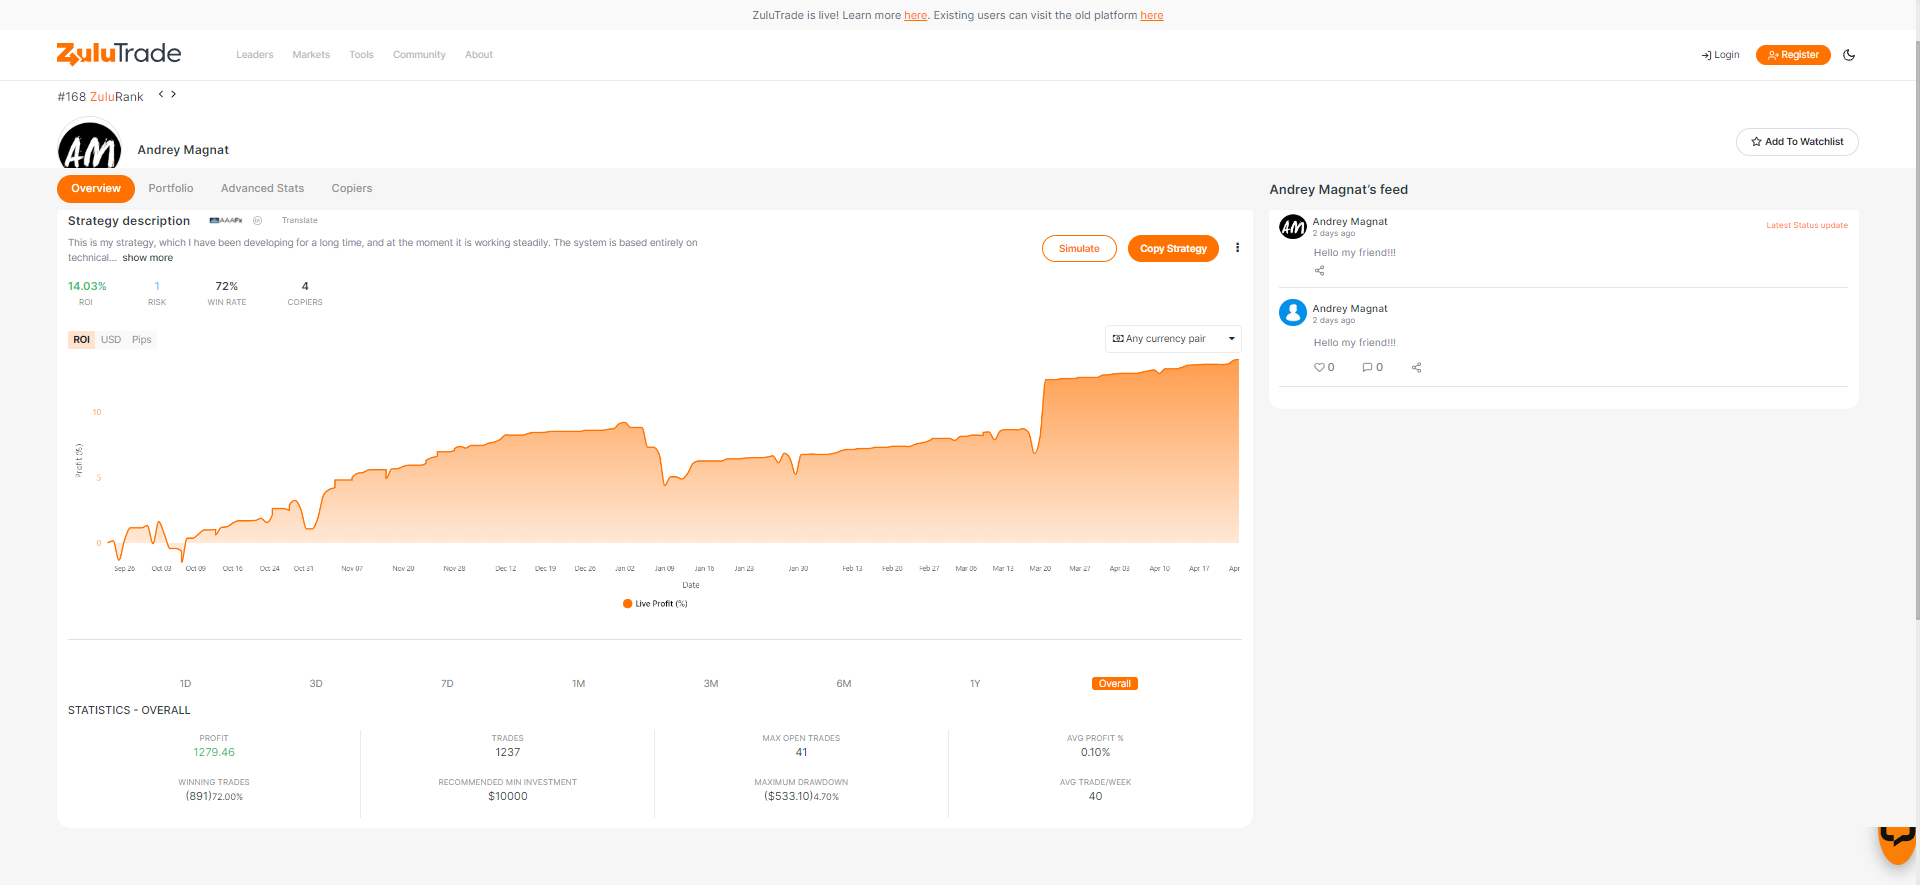 ZuluTrade is live! Learn more here. Existing users can visit the old platform here
ZuluTrade
Leaders Markets Tools Community About
Login Register
#168 ZuluRank < >
AM
Andrey Magnat
Add To Watchlist
Overview Portfolio Advanced Stats Copiers
Strategy description AAAFx Translate
This is my strategy, which I have been developing for a long time, and at the moment it is working steadily. The system is based entirely on
technical... show more
Simulate Copy Strategy
14.03% 1 72% 4
ROI RISK WIN RATE COPIERS
ROI USD Pips
Any currency pair
10
5
0
Profit (%)
Sep 26 Oct 03 Oct 09 Oct 16 Oct 24 Oct 31 Nov 07 Nov 20 Nov 28 Dec 12 Dec 19 Dec 26 Jan 02 Jan 09 Jan 16 Jan 23 Jan 30 Feb 13 Feb 20 Feb 27 Mar 06 Mar 13 Mar 20 Mar 27 Apr 03 Apr 10 Apr 17 Apr
Date
Live Profit (%)
1D 3D 7D 1M 3M 6M 1Y Overall
STATISTICS - OVERALL
PROFIT TRADES MAX OPEN TRADES AVG PROFIT %
1279.46 1237 41 0.10%
WINNING TRADES RECOMMENDED MIN INVESTMENT MAXIMUM DRAWDOWN AVG TRADE/WEEK
(891)72.00% $10000 ($533.10)4.70% 40
Andrey Magnat's feed
AM
Andrey Magnat
2 days ago
Latest Status update
Hello my friend!!!
Andrey Magnat
2 days ago
Hello my friend!!!
0 0